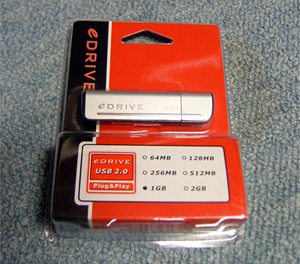 eDRIVE
eDRIVE
eDRIVE
USB 2.0
Plug&Play
64MB 128MB
256MB 512MB
1GB 2GB